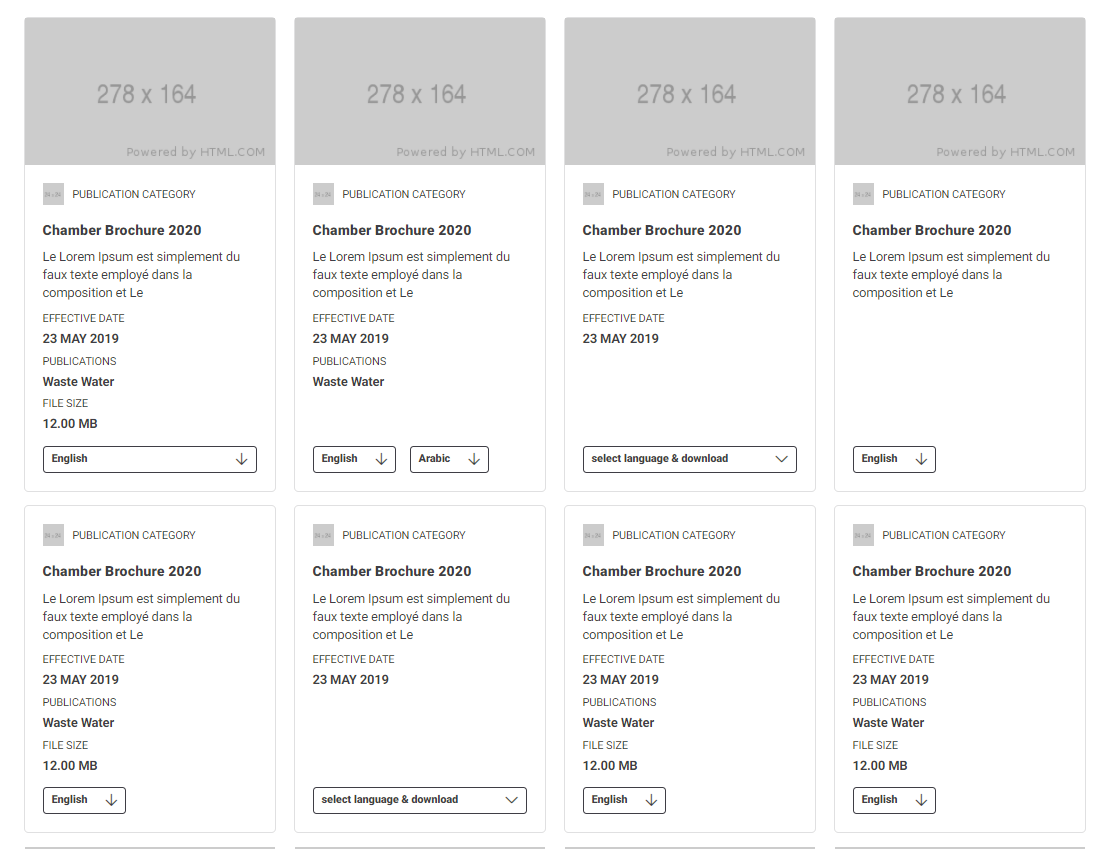 278 x 164
Powered by HTML.COM
PUBLICATION CATEGORY
Chamber Brochure 2020
Le Lorem Ipsum est simplement du
faux texte employé dans la
composition et Le
EFFECTIVE DATE
23 MAY 2019
PUBLICATIONS
Waste Water
FILE SIZE
12.00 MB
English
278 x 164
Powered by HTML.COM
PUBLICATION CATEGORY
Chamber Brochure 2020
Le Lorem Ipsum est simplement du
faux texte employé dans la
composition et Le
EFFECTIVE DATE
23 MAY 2019
PUBLICATIONS
Waste Water
English
Arabic
278 x 164
Powered by HTML.COM
PUBLICATION CATEGORY
Chamber Brochure 2020
Le Lorem Ipsum est simplement du
faux texte employé dans la
composition et Le
EFFECTIVE DATE
23 MAY 2019
select language & download
278 x 164
Powered by HTML.COM
PUBLICATION CATEGORY
Chamber Brochure 2020
Le Lorem Ipsum est simplement du
faux texte employé dans la
composition et Le
English
PUBLICATION CATEGORY
Chamber Brochure 2020
Le Lorem Ipsum est simplement du
faux texte employé dans la
composition et Le
EFFECTIVE DATE
23 MAY 2019
PUBLICATIONS
Waste Water
FILE SIZE
12.00 MB
English
PUBLICATION CATEGORY
Chamber Brochure 2020
Le Lorem Ipsum est simplement du
faux texte employé dans la
composition et Le
EFFECTIVE DATE
23 MAY 2019
select language & download
PUBLICATION CATEGORY
Chamber Brochure 2020
Le Lorem Ipsum est simplement du
faux texte employé dans la
composition et Le
EFFECTIVE DATE
23 MAY 2019
PUBLICATIONS
Waste Water
FILE SIZE
12.00 MB
English
PUBLICATION CATEGORY
Chamber Brochure 2020
Le Lorem Ipsum est simplement du
faux texte employé dans la
composition et Le
EFFECTIVE DATE
23 MAY 2019
PUBLICATIONS
Waste Water
FILE SIZE
12.00 MB
English